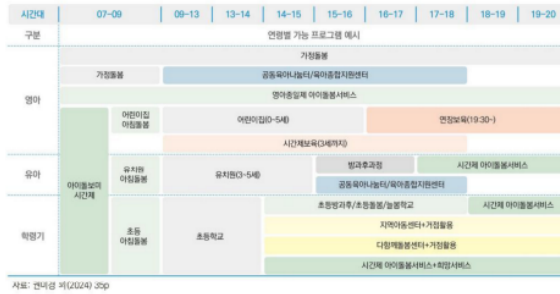 시간대 07-09 09-13 13-14 14-15 15-16 16-17 17-18 18-19 19-20
구분 연령별 가능 프로그램 예시
영아 가정돌봄
가정돌봄 공동육아나눔터/육아종합지원센터
영아종일제 아이돌봄서비스
아이돌보미 시간제
어린이집 아침돌봄 어린이집(0-5세) 연장보육(19:30~)
시간제보육(3세까지)
유아 유치원 아침돌봄 유치원(3~5세) 방과후과정 시간제 아이돌봄서비스
공동육아나눔터/육아종합지원센터
학령기 초등 아침돌봄 초등학교 초등방과후/초등돌봄/늘봄학교 시간제 아이돌봄서비스
지역아동센터+거점활용
다함께돌봄센터+거점활용
시간제 아이돌봄서비스+희망서비스
외(2024) 35p